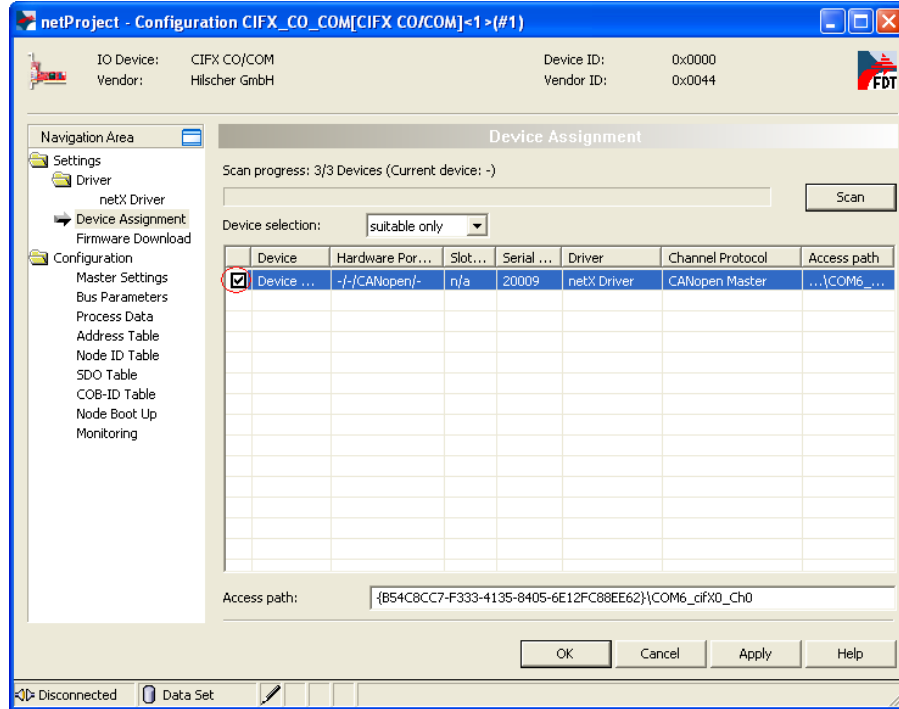 netProject - Configuration CIFX_CO_COM[CIFX CO/COM]<1>(#1)
IO Device: CIFX CO/COM Device ID: 0x0000
Vendor: Hilscher GmbH Vendor ID: 0x0044
FDT
Navigation Area Device Assignment
Settings
Driver
netX Driver
Device Assignment
Firmware Download
Configuration
Master Settings
Bus Parameters
Process Data
Address Table
Node ID Table
SDO Table
COB-ID Table
Node Boot Up
Monitoring
Scan progress: 3/3 Devices (Current device: -)
Scan
Device selection: suitable only
Device Hardware Por... Slot... Serial ... Driver Channel Protocol Access path
Device ... -/-/CANopen/- n/a 20009 netX Driver CANopen Master ...\COM6_...
Access path: {B54C8CC7-F333-4135-8405-6E12FC88EE62}\COM6_cifX0_Ch0
OK Cancel Apply Help
Disconnected Data Set